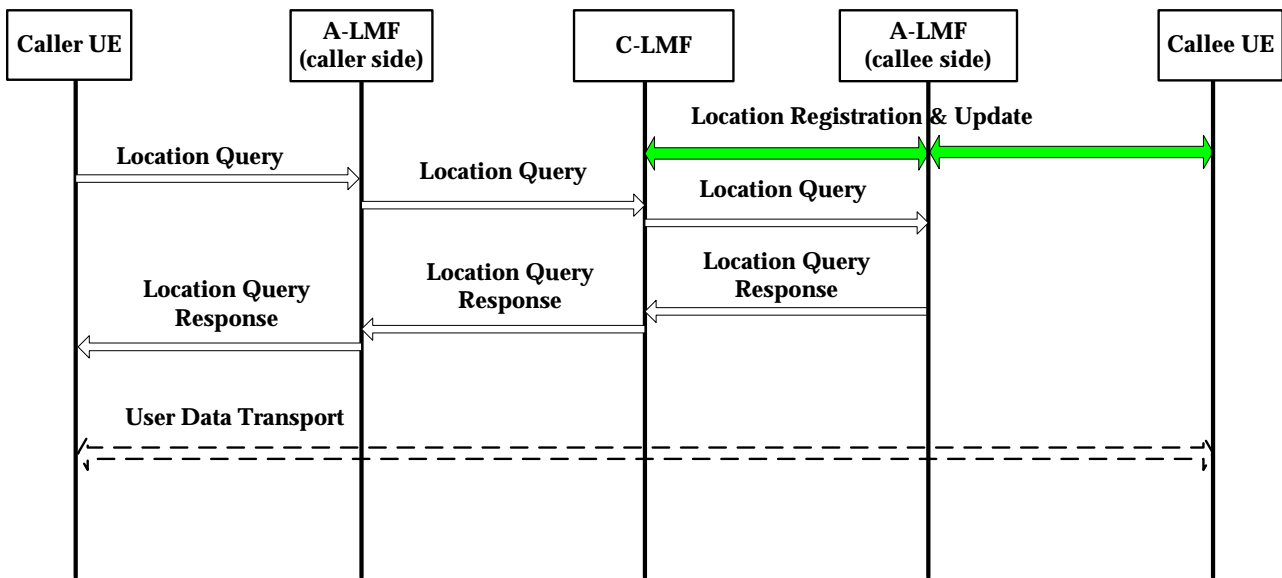 Caller UE
A-LMF
(caller side)
C-LMF
A-LMF
(callee side)
Callee UE
Location Registration & Update
Location Query
Location Query
Location Query
Location Query
Response
Location Query
Response
Location Query
Response
User Data Transport